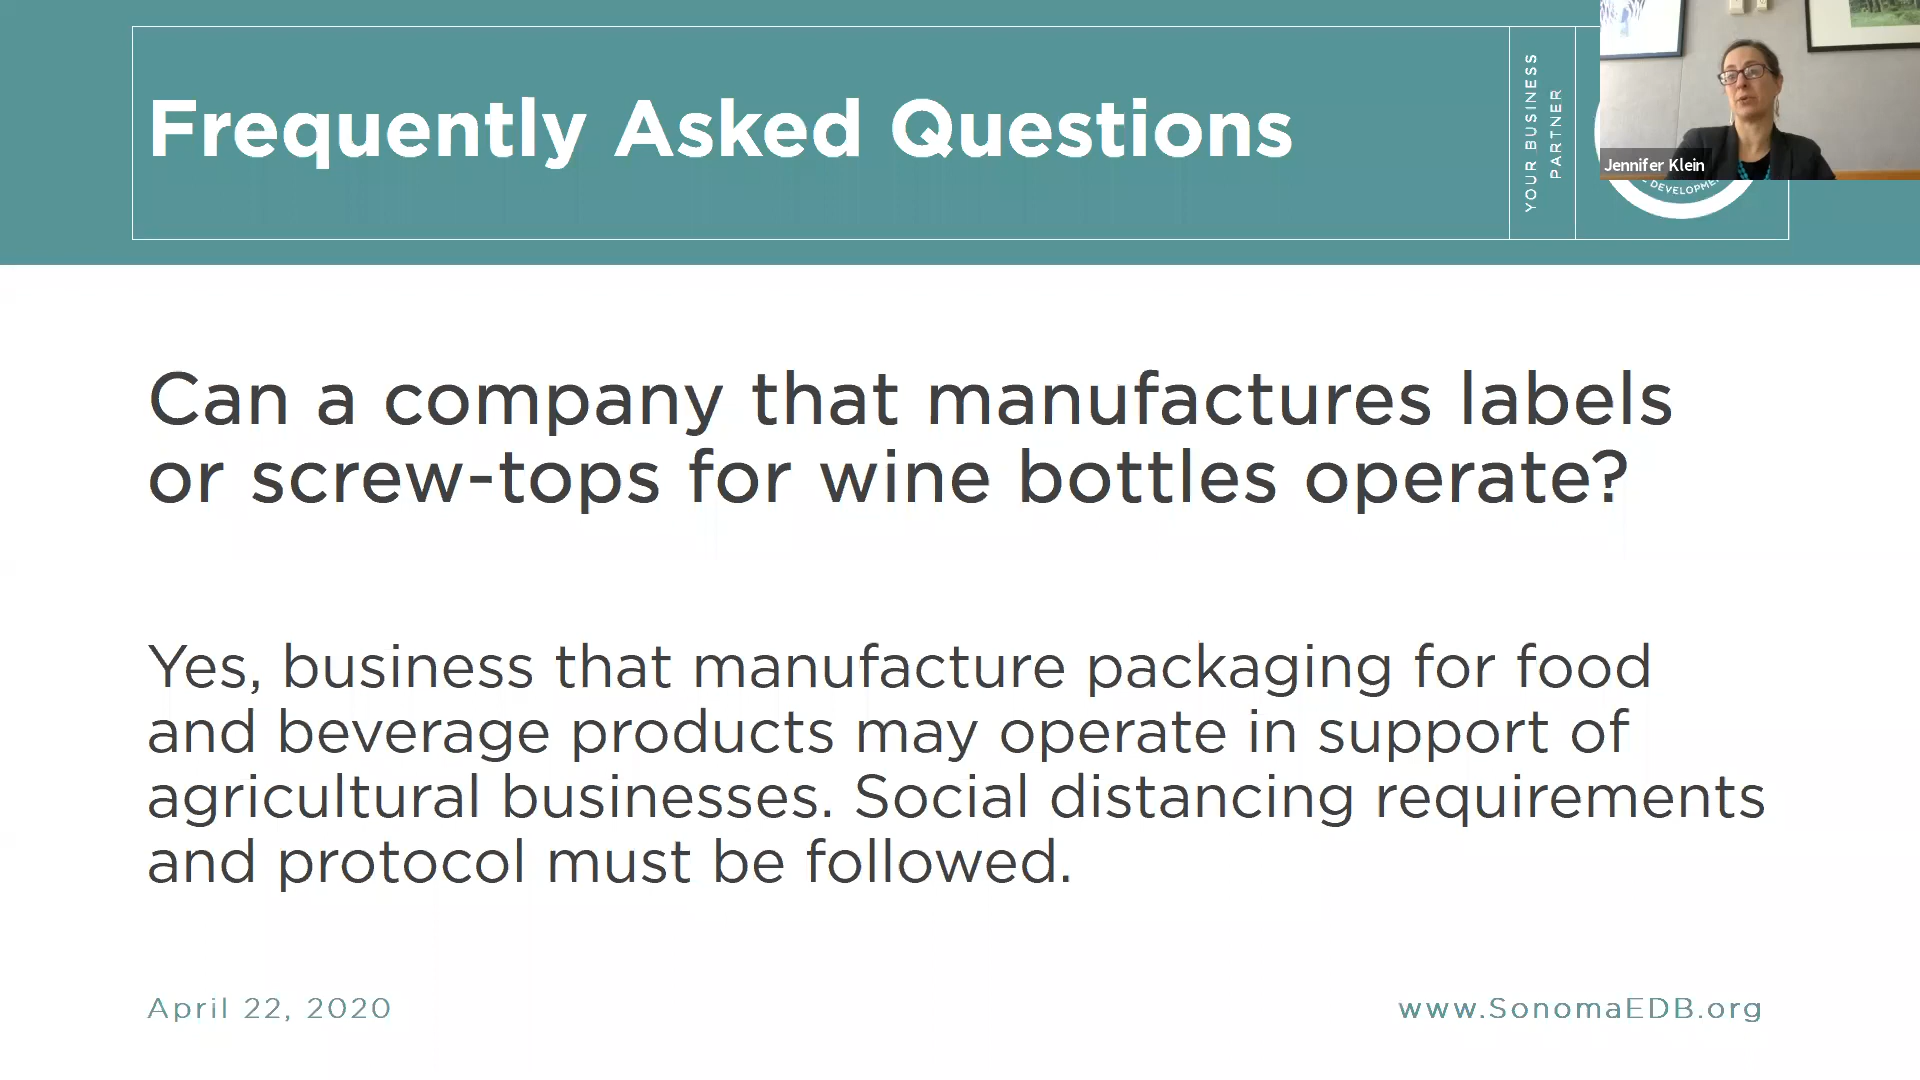 Frequently Asked Questions
YOUR BUSINESS
PARTNER
Jennifer Klein
Can a company that manufactures labels
or screw-tops for wine bottles operate?
Yes, business that manufacture packaging for food
and beverage products may operate in support of
agricultural businesses. Social distancing requirements
and protocol must be followed.
April 22, 2020
www.SonomaEDB.org